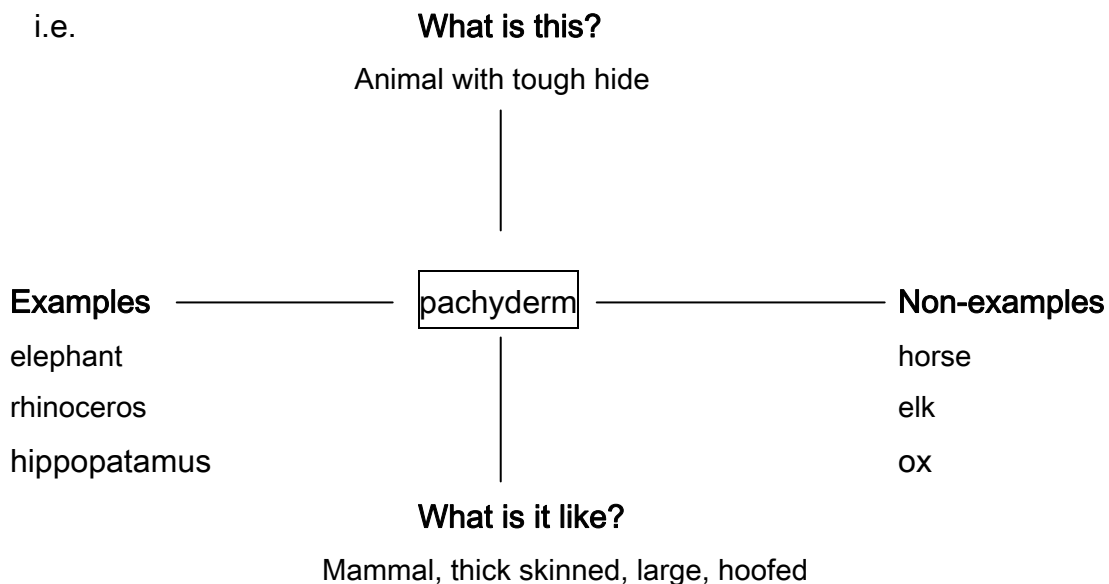 i.e.
What is this?
Animal with tough hide
Examples
pachyderm
Non-examples
elephant
horse
rhinoceros
elk
hippopatamus
ox
What is it like?
Mammal, thick skinned, large, hoofed